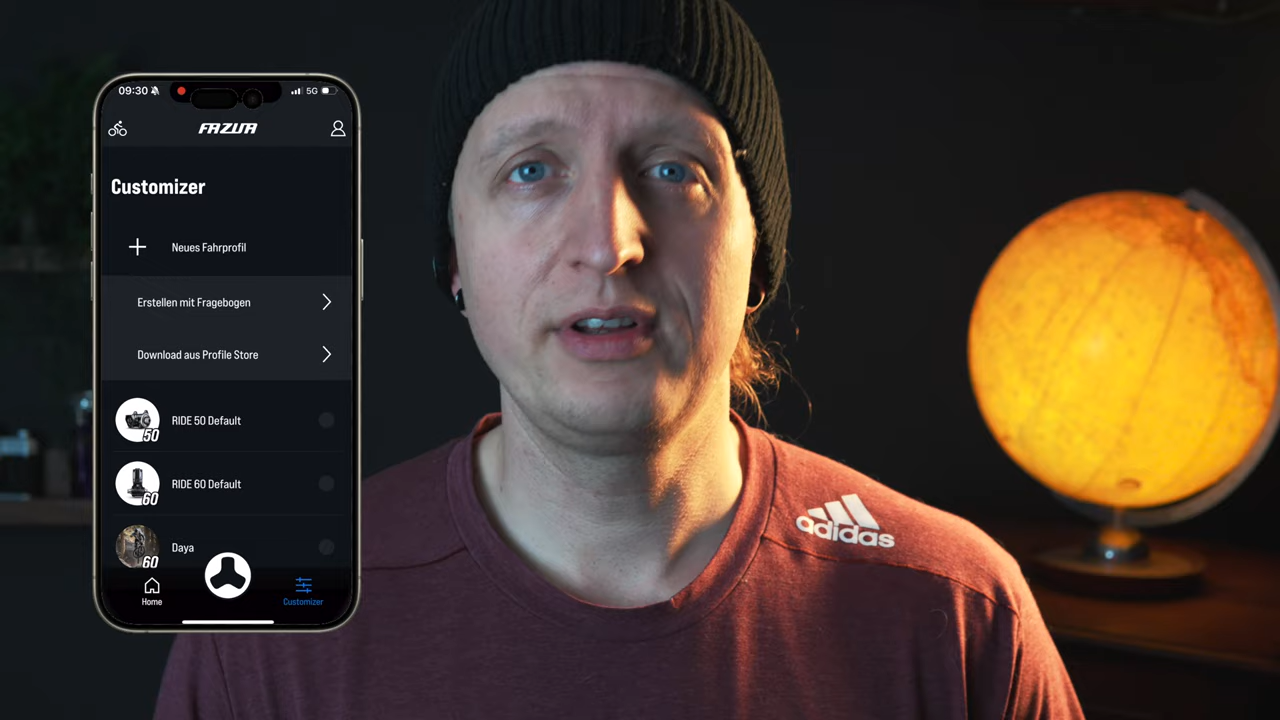 09:30
5G
FAZUA
Customizer
Neues Fahrprofil
Erstellen mit Fragebogen
Download aus Profile Store
50
RIDE 50 Default
60
RIDE 60 Default
60
Daya
Home
Customizer
adidas